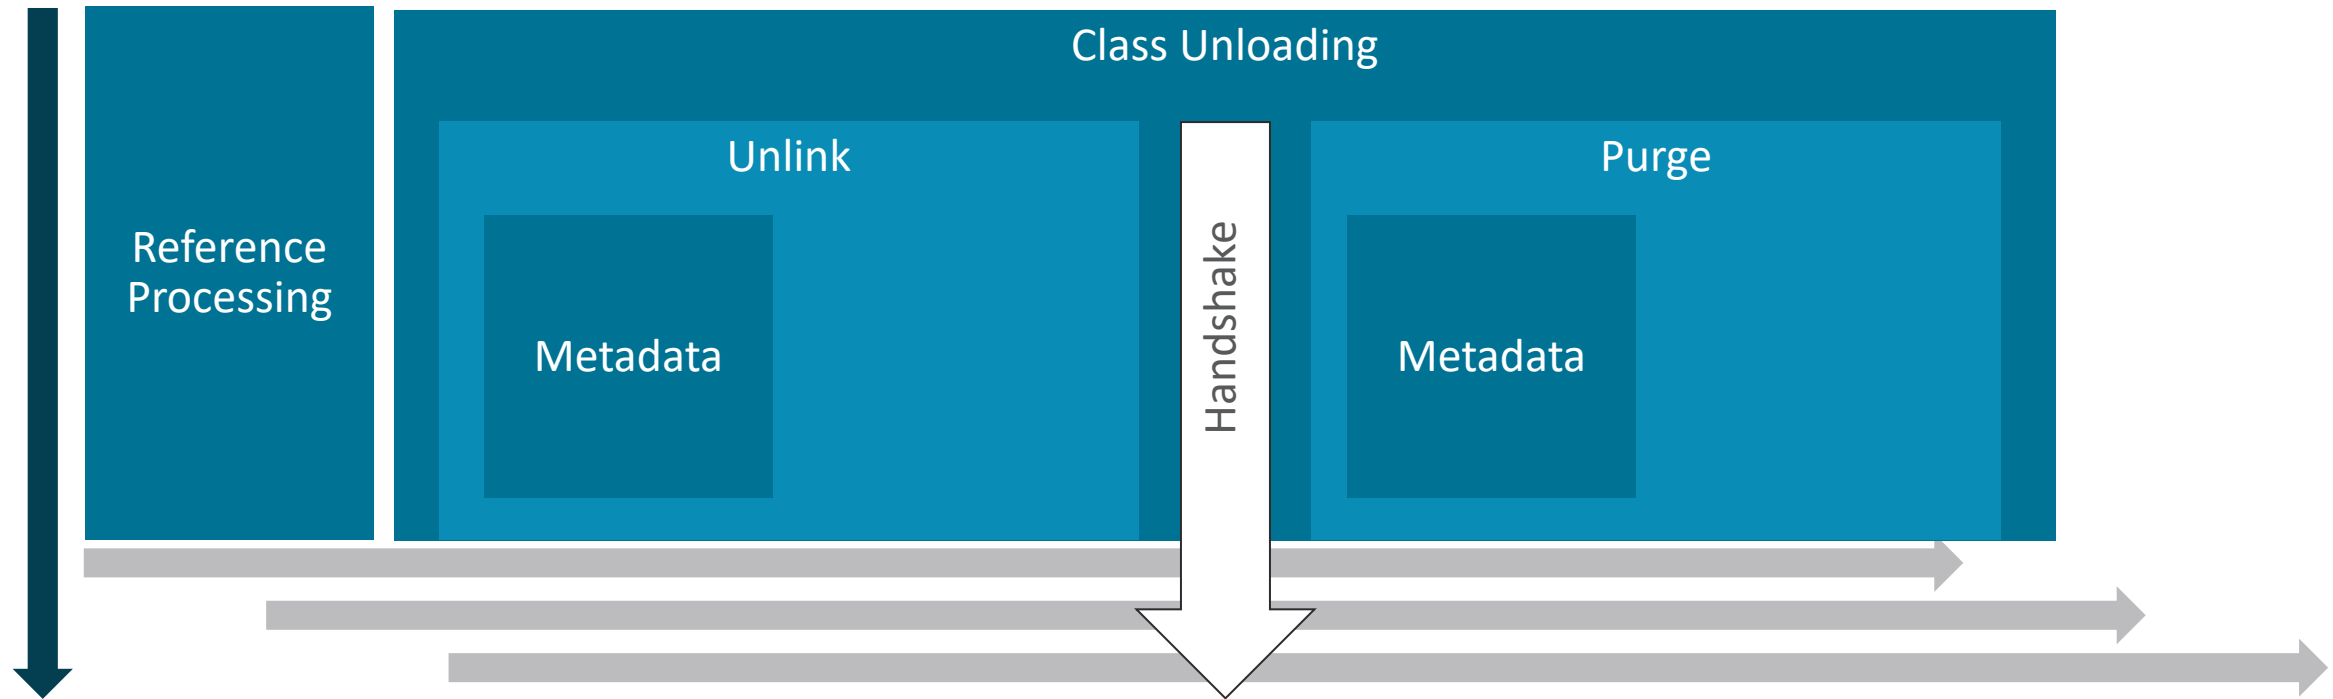 Class Unloading
Unlink
Purge
Reference
Processing
Metadata
Handshake
Metadata